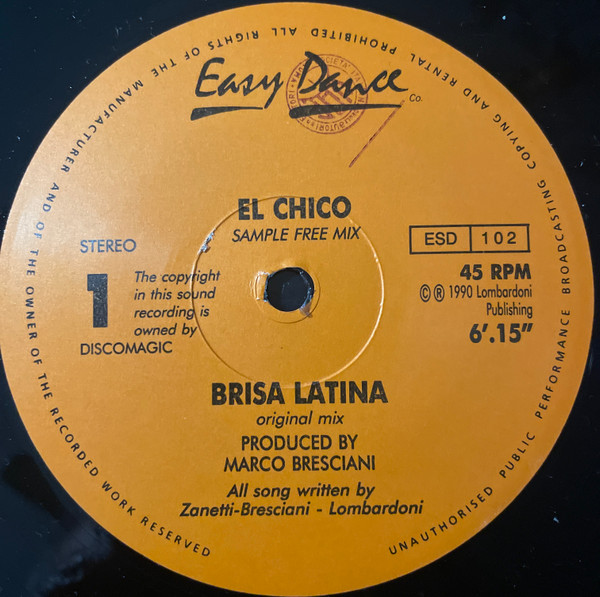 ALL RIGHTS OF THE MANUFACTURER AND OF THE OWNER OF THE RECORDED WORK RESERVED
UNAUTHORISED PUBLIC PERFORMANCE BROADCASTING COPYING AND RENTAL PROHIBITED
Easy Dance
Co.
EL CHICO
SAMPLE FREE MIX
STEREO
1
The copyright
in this sound
recording is
owned by
DISCOMAGIC
ESD 102
45 RPM
© ® 1990 Lombardoni
Publishing
6’.15”
BRISA LATINA
original mix
PRODUCED BY
MARCO BRESCIANI
All song written by
Zanetti-Bresciani - Lombardoni